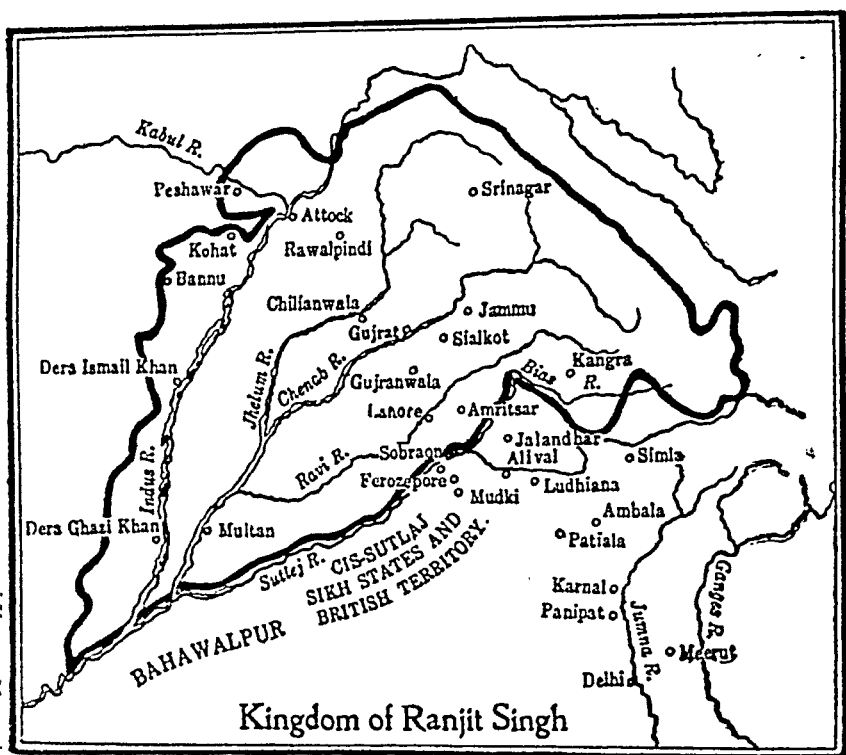 Kabul R.
Peshawar
Srinagar
Attock
Kohat
Rawalpindi
Bannu
Chilianwala
Jammu
Gujrat
Sialkot
Dera Ismail Khan
Jhelum R.
Chenab R.
Gujranwala
Bias
R.
Kangra
Lahore
Amritsar
Jalandhar
Sobraon
Alival
Simla
Ravi R.
Indus R.
Ferozepore
Ludhiana
Mudki
Dera Ghazi Khan
Multan
Ambala
Patiala
Sutlej R.
CIS-SUTLAJ
SIKH STATES AND
BRITISH TERRITORY.
Karnal
Panipat
Jumna R.
Ganges R.
BAHAWALPUR
Meerut
Delhi
Kingdom of Ranjit Singh